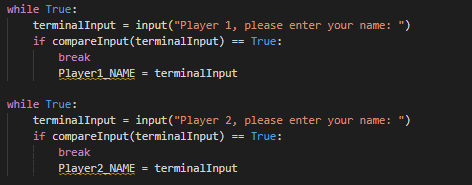 while True:
    terminalInput = input("Player 1, please enter your name: ")
    if compareInput(terminalInput) == True:
        break
        Player1_NAME = terminalInput

while True:
    terminalInput = input("Player 2, please enter your name: ")
    if compareInput(terminalInput) == True:
        break
        Player2_NAME = terminalInput